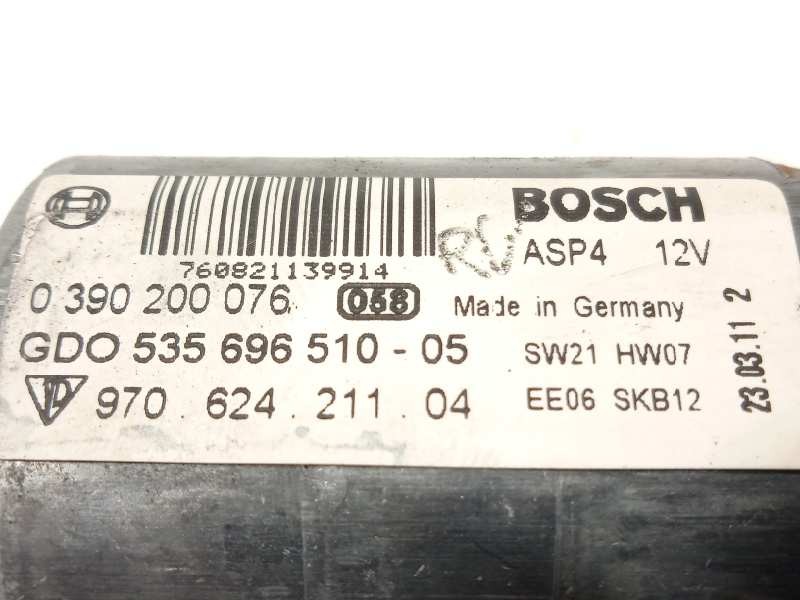 BOSCH
760821139914
ASP4 12V
0 390 200 076 058 Made in Germany
GDO 535 696 510 - 05 SW21 HW07
970 . 624 . 211 . 04 EE06 SKB12
23.03.11 2